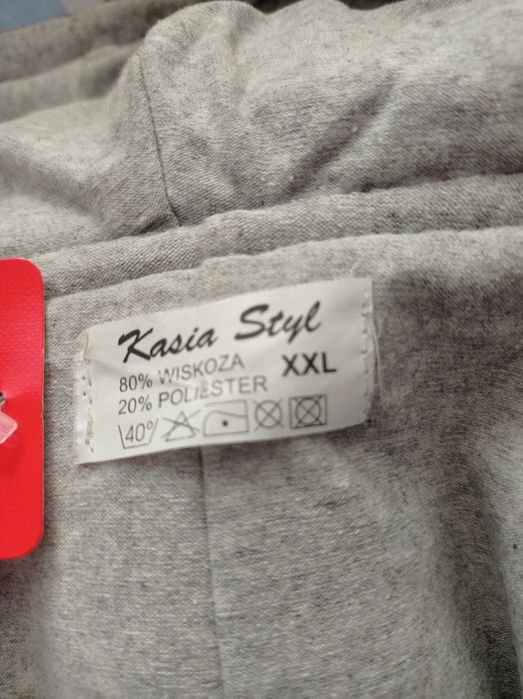 Kasia Styl
80% WISKOZA XXL
20% POLIESTER
40°